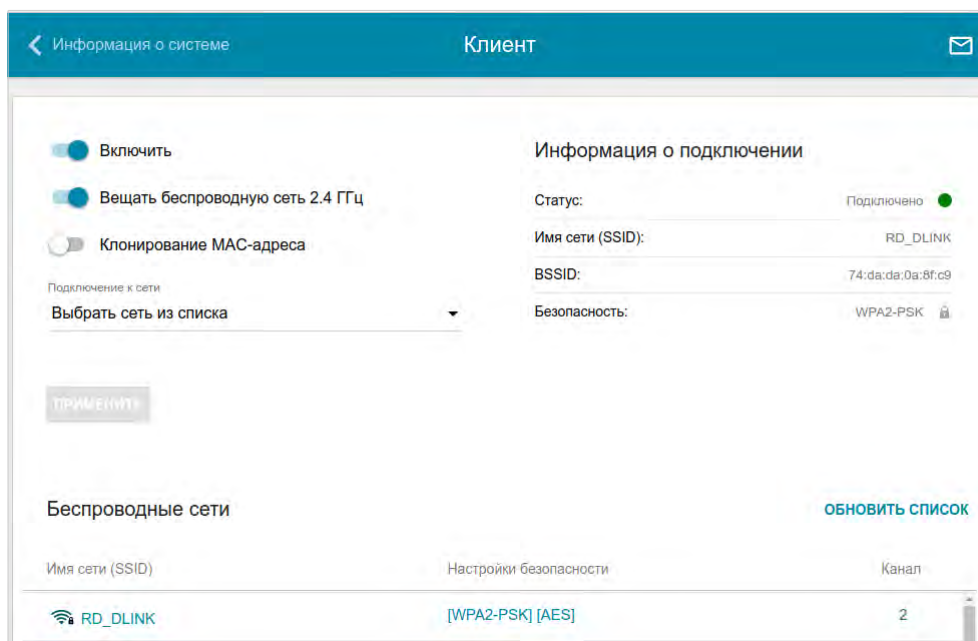 Информация о системе
Клиент
Включить
Вещать беспроводную сеть 2.4 ГГц
Клонирование MAC-адреса
Подключение к сети
Выбрать сеть из списка
ПРИМЕНИТЬ
Информация о подключении
Статус: Подключено
Имя сети (SSID): RD_DLINK
BSSID: 74:da:da:0a:8f:c9
Безопасность: WPA2-PSK
Беспроводные сети
ОБНОВИТЬ СПИСОК
Имя сети (SSID) Настройки безопасности Канал
RD_DLINK [WPA2-PSK] [AES] 2